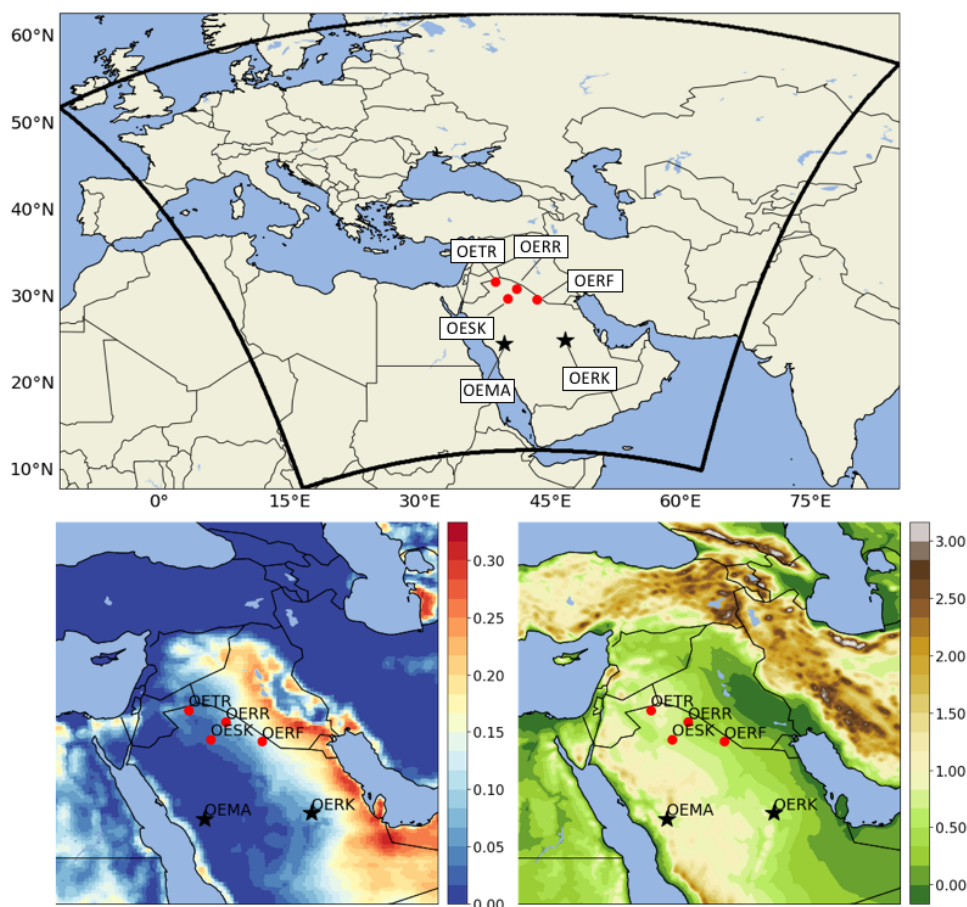 60°N
50°N
40°N
30°N
20°N
10°N
OETR
OERR
OERF
OESK
OEMA
OERK
0°
15°E
30°E
45°E
60°E
75°E
OETR
OERR
OESK
OERF
OEMA
OERK
0.30
0.25
0.20
0.15
0.10
0.05
0.00
OETR
OERR
OESK
OERF
OEMA
OERK
3.00
2.50
2.00
1.50
1.00
0.50
0.00